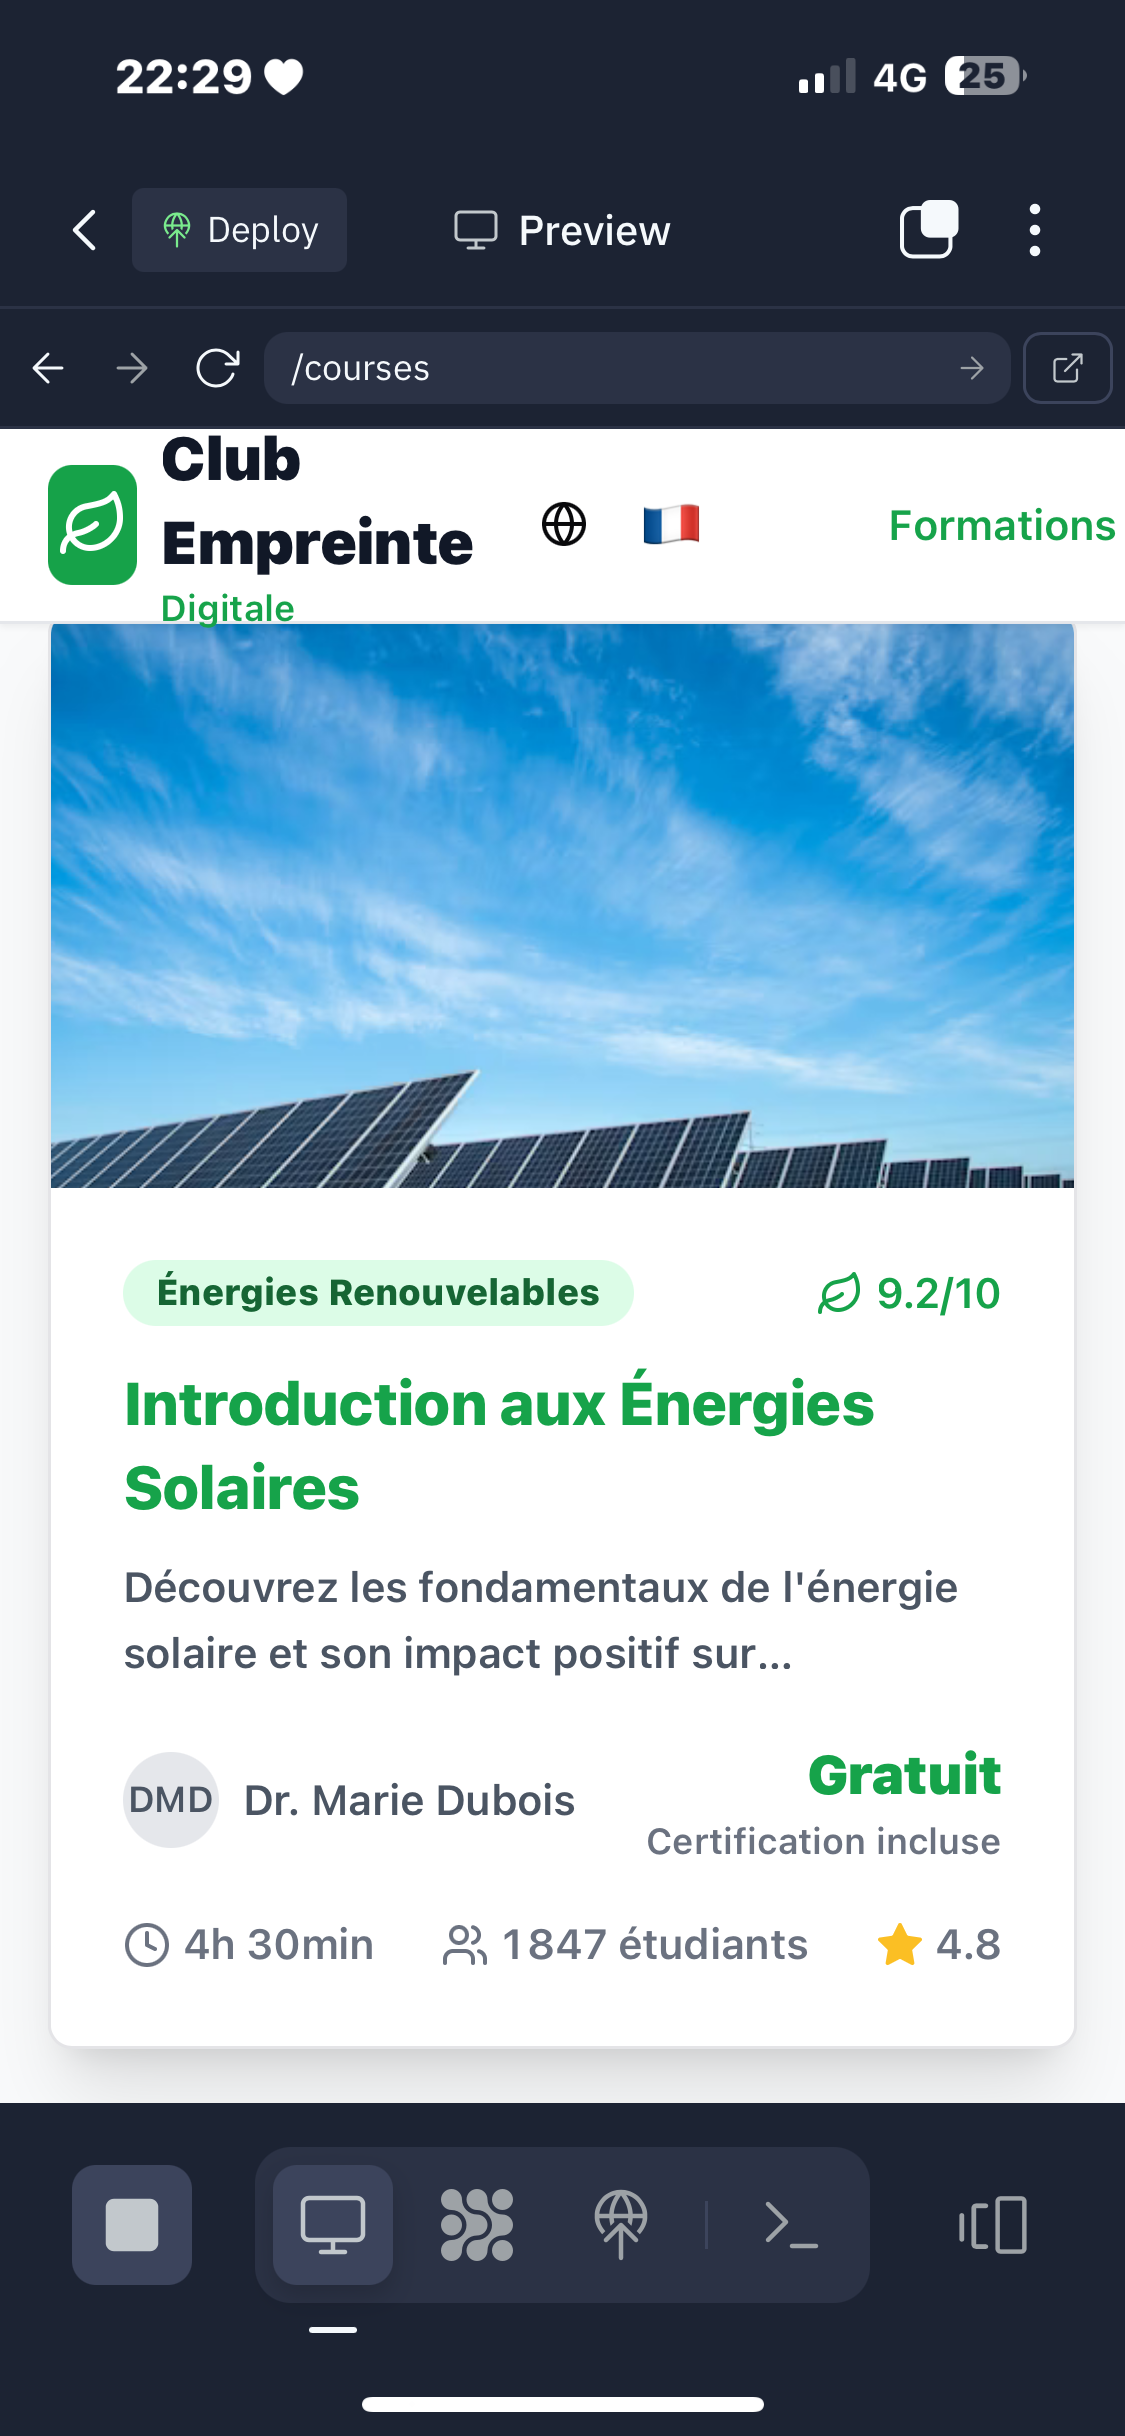 22:29
4G
25
Deploy
Preview
/courses
Club
Empreinte
Digitale
Formations
Énergies Renouvelables
9.2/10
Introduction aux Énergies
Solaires
Découvrez les fondamentaux de l'énergie
solaire et son impact positif sur...
DMD
Dr. Marie Dubois
Gratuit
Certification incluse
4h 30min
1 847 étudiants
4.8